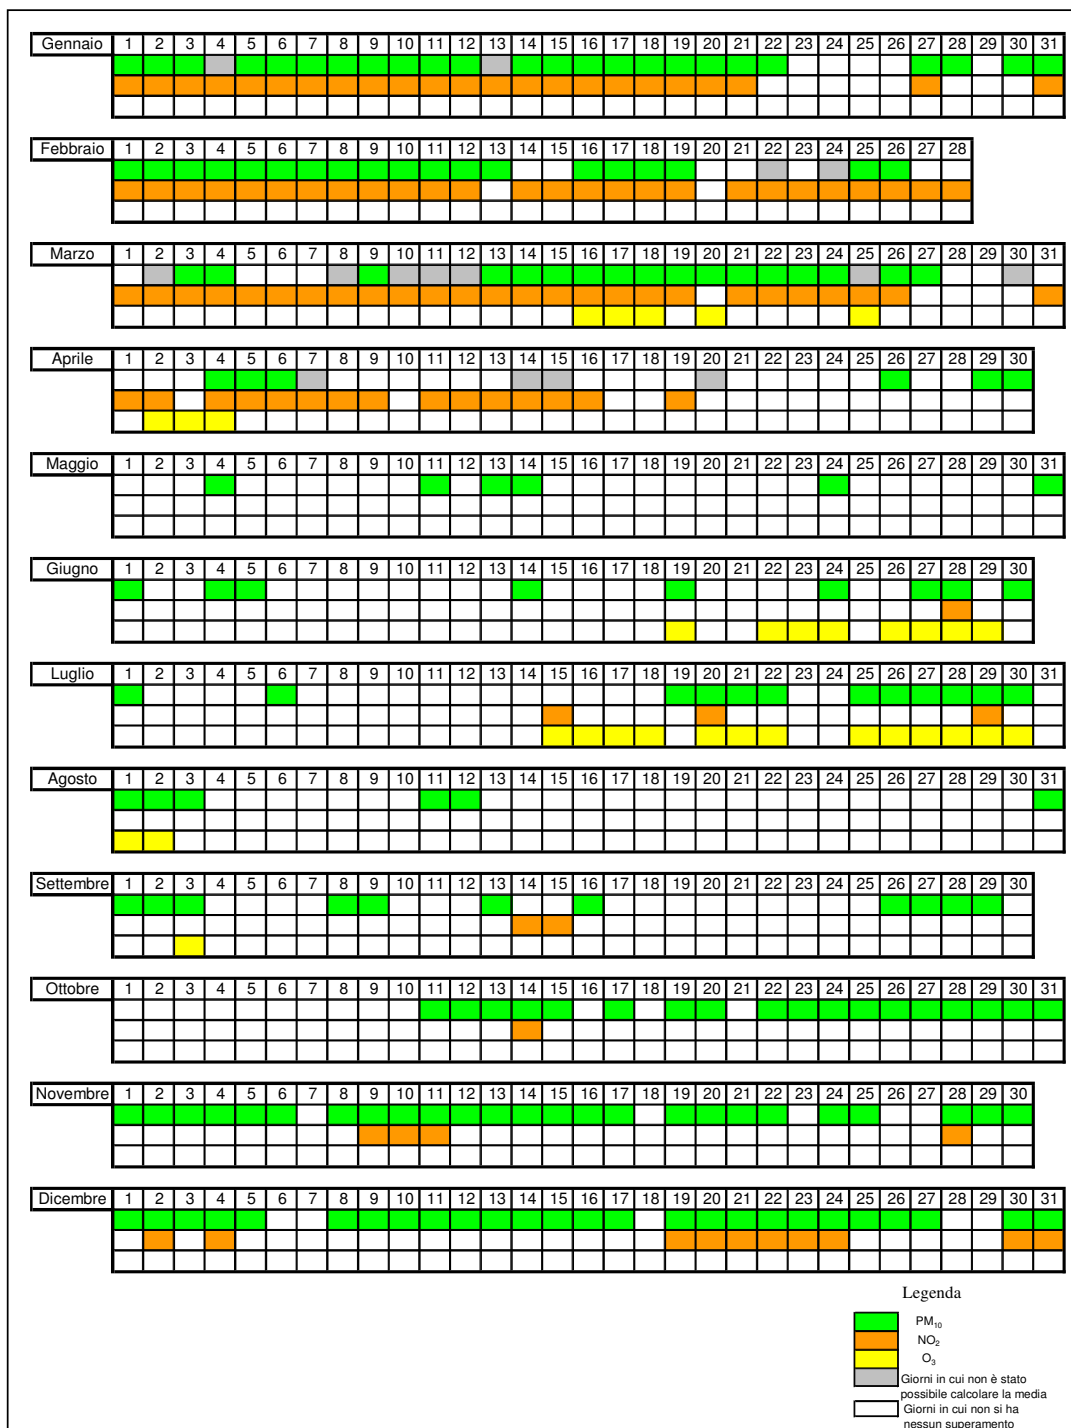 Gennaio 1 2 3 4 5 6 7 8 9 10 11 12 13 14 15 16 17 18 19 20 21 22 23 24 25 26 27 28 29 30 31
Febbraio 1 2 3 4 5 6 7 8 9 10 11 12 13 14 15 16 17 18 19 20 21 22 23 24 25 26 27 28
Marzo 1 2 3 4 5 6 7 8 9 10 11 12 13 14 15 16 17 18 19 20 21 22 23 24 25 26 27 28 29 30 31
Aprile 1 2 3 4 5 6 7 8 9 10 11 12 13 14 15 16 17 18 19 20 21 22 23 24 25 26 27 28 29 30
Maggio 1 2 3 4 5 6 7 8 9 10 11 12 13 14 15 16 17 18 19 20 21 22 23 24 25 26 27 28 29 30 31
Giugno 1 2 3 4 5 6 7 8 9 10 11 12 13 14 15 16 17 18 19 20 21 22 23 24 25 26 27 28 29 30
Luglio 1 2 3 4 5 6 7 8 9 10 11 12 13 14 15 16 17 18 19 20 21 22 23 24 25 26 27 28 29 30 31
Agosto 1 2 3 4 5 6 7 8 9 10 11 12 13 14 15 16 17 18 19 20 21 22 23 24 25 26 27 28 29 30 31
Settembre 1 2 3 4 5 6 7 8 9 10 11 12 13 14 15 16 17 18 19 20 21 22 23 24 25 26 27 28 29 30
Ottobre 1 2 3 4 5 6 7 8 9 10 11 12 13 14 15 16 17 18 19 20 21 22 23 24 25 26 27 28 29 30 31
Novembre 1 2 3 4 5 6 7 8 9 10 11 12 13 14 15 16 17 18 19 20 21 22 23 24 25 26 27 28 29 30
Dicembre 1 2 3 4 5 6 7 8 9 10 11 12 13 14 15 16 17 18 19 20 21 22 23 24 25 26 27 28 29 30 31
Legenda
PM₁₀
NO₂
O₃
Giorni in cui non è stato
possibile calcolare la media
Giorni in cui non si ha
nessun superamento